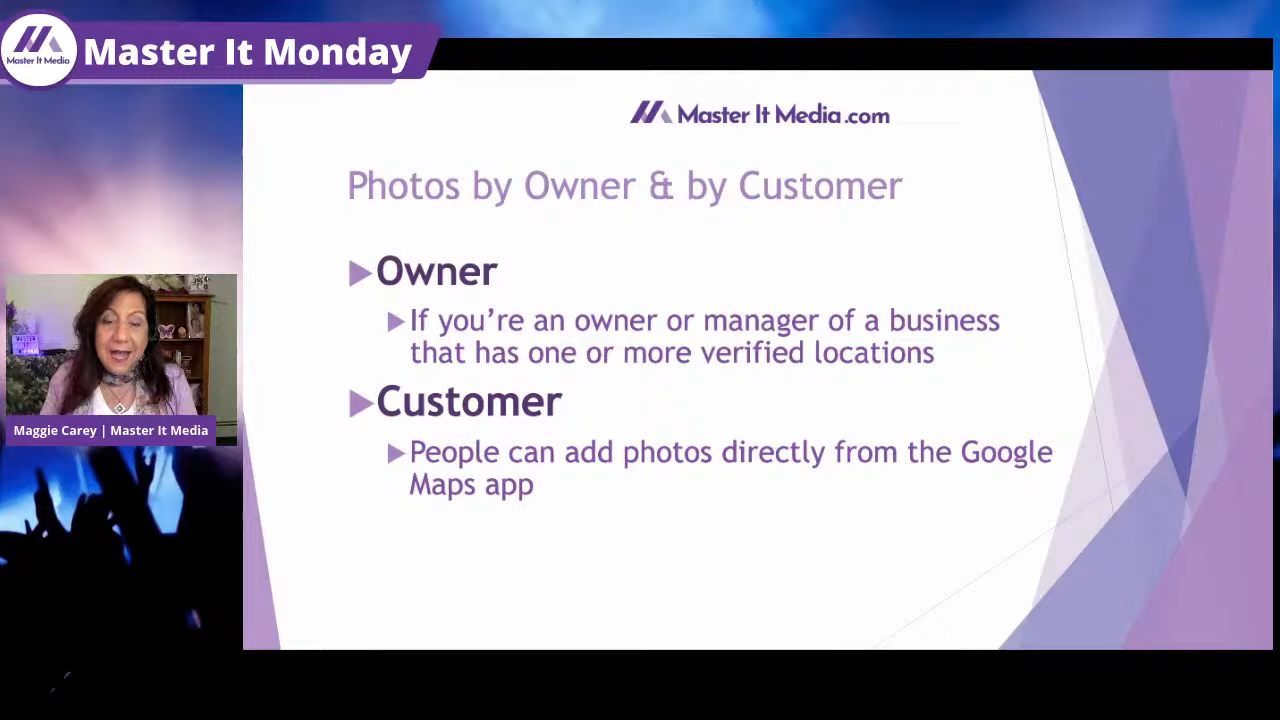 Master It Media
Master It Monday
Master It Media.com
Photos by Owner & by Customer
Owner
If you’re an owner or manager of a business
that has one or more verified locations
Customer
People can add photos directly from the Google
Maps app
Maggie Carey | Master It Media